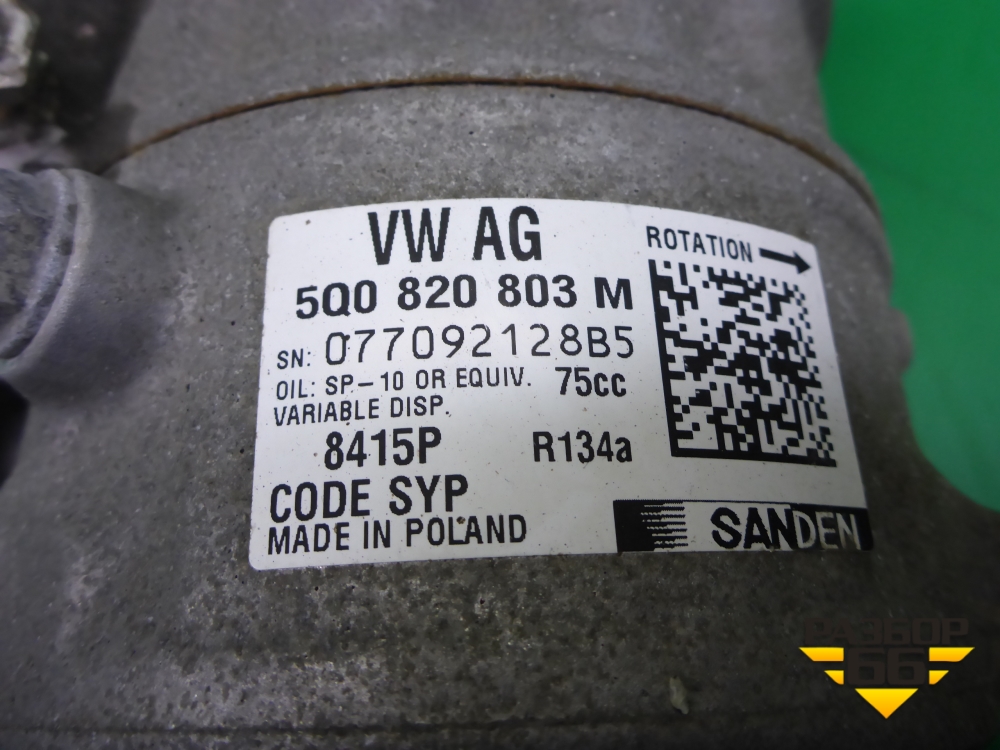 VW AG
ROTATION
5Q0 820 803 M
SN: 077092128B5
OIL: SP-10 OR EQUIV. 75cc
VARIABLE DISP.
8415P R134a
CODE SYP
MADE IN POLAND
SANDEN
РАЗБОР
66